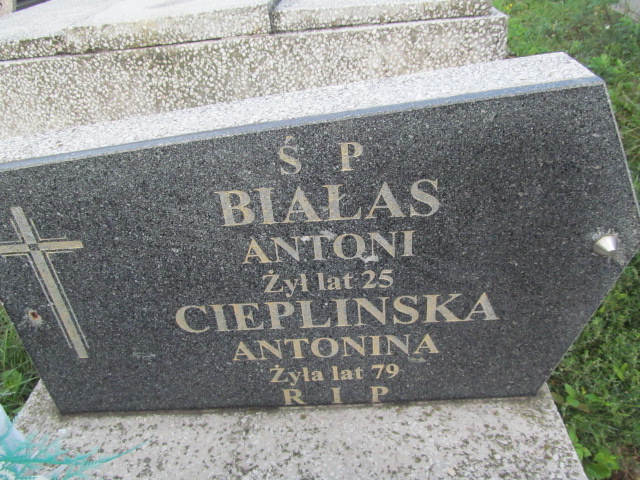 Ś P
BIAŁAS
ANTONI
Żył lat 25
CIEPLINSKA
ANTONINA
Żyła lat 79
R I P